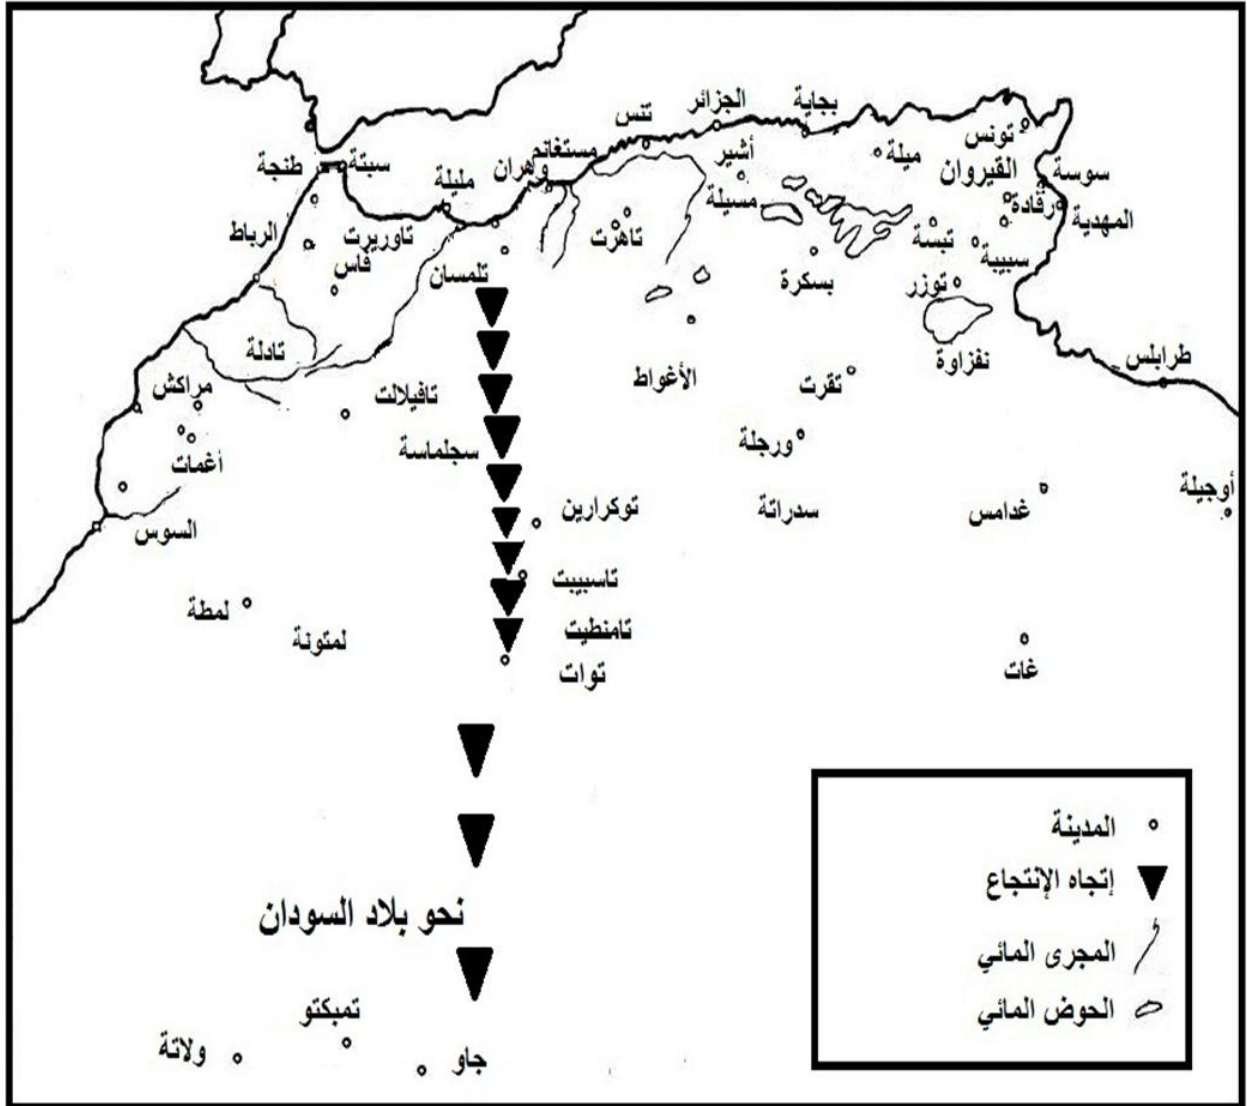 الجزائر
بجاية
تنس
تونس
مستغانم
أشير
ميلة
القيروان
سوسة
طنجة
سبتة
وهران
مليلة
مسيلة
رقادة
المهدية
الرباط
تاوريرت
تاهرت
تبسة
سبيبة
فاس
تلمسان
بسكرة
توزر
تادلة
نفزاوة
طرابلس
مراكش
تافيلالت
الأغواط
تقرت
سجلماسة
ورجلة
أغمات
أوجيلة
السوس
توكرارين
سدراتة
غدامس
تاسبيبت
لمطة
لمتونة
تامنطيت
توات
غات
نحو بلاد السودان
تمبكتو
ولاتة
جاو
المدينة
إتجاه الإنتجاع
المجرى المائي
الحوض المائي